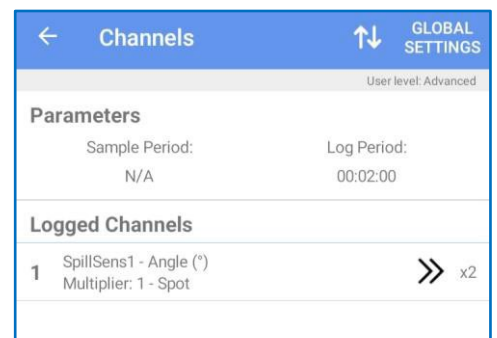 Channels
GLOBAL
SETTINGS
User level: Advanced
Parameters
Sample Period: Log Period:
N/A 00:02:00
Logged Channels
1 SpillSens1 - Angle (°)
Multiplier: 1 - Spot
x2